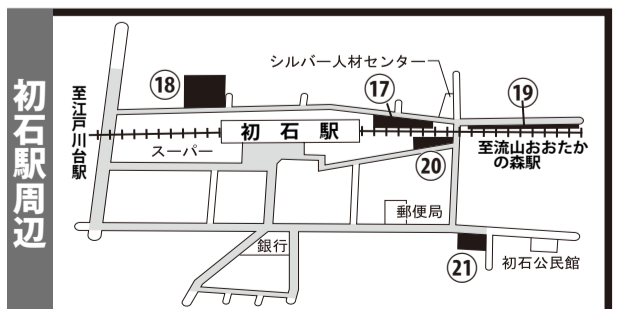 初石駅周辺
至江戸川台駅
18
シルバー人材センター
17
19
初石駅
スーパー
20
至流山おおたか
の森駅
郵便局
銀行
21
初石公民館